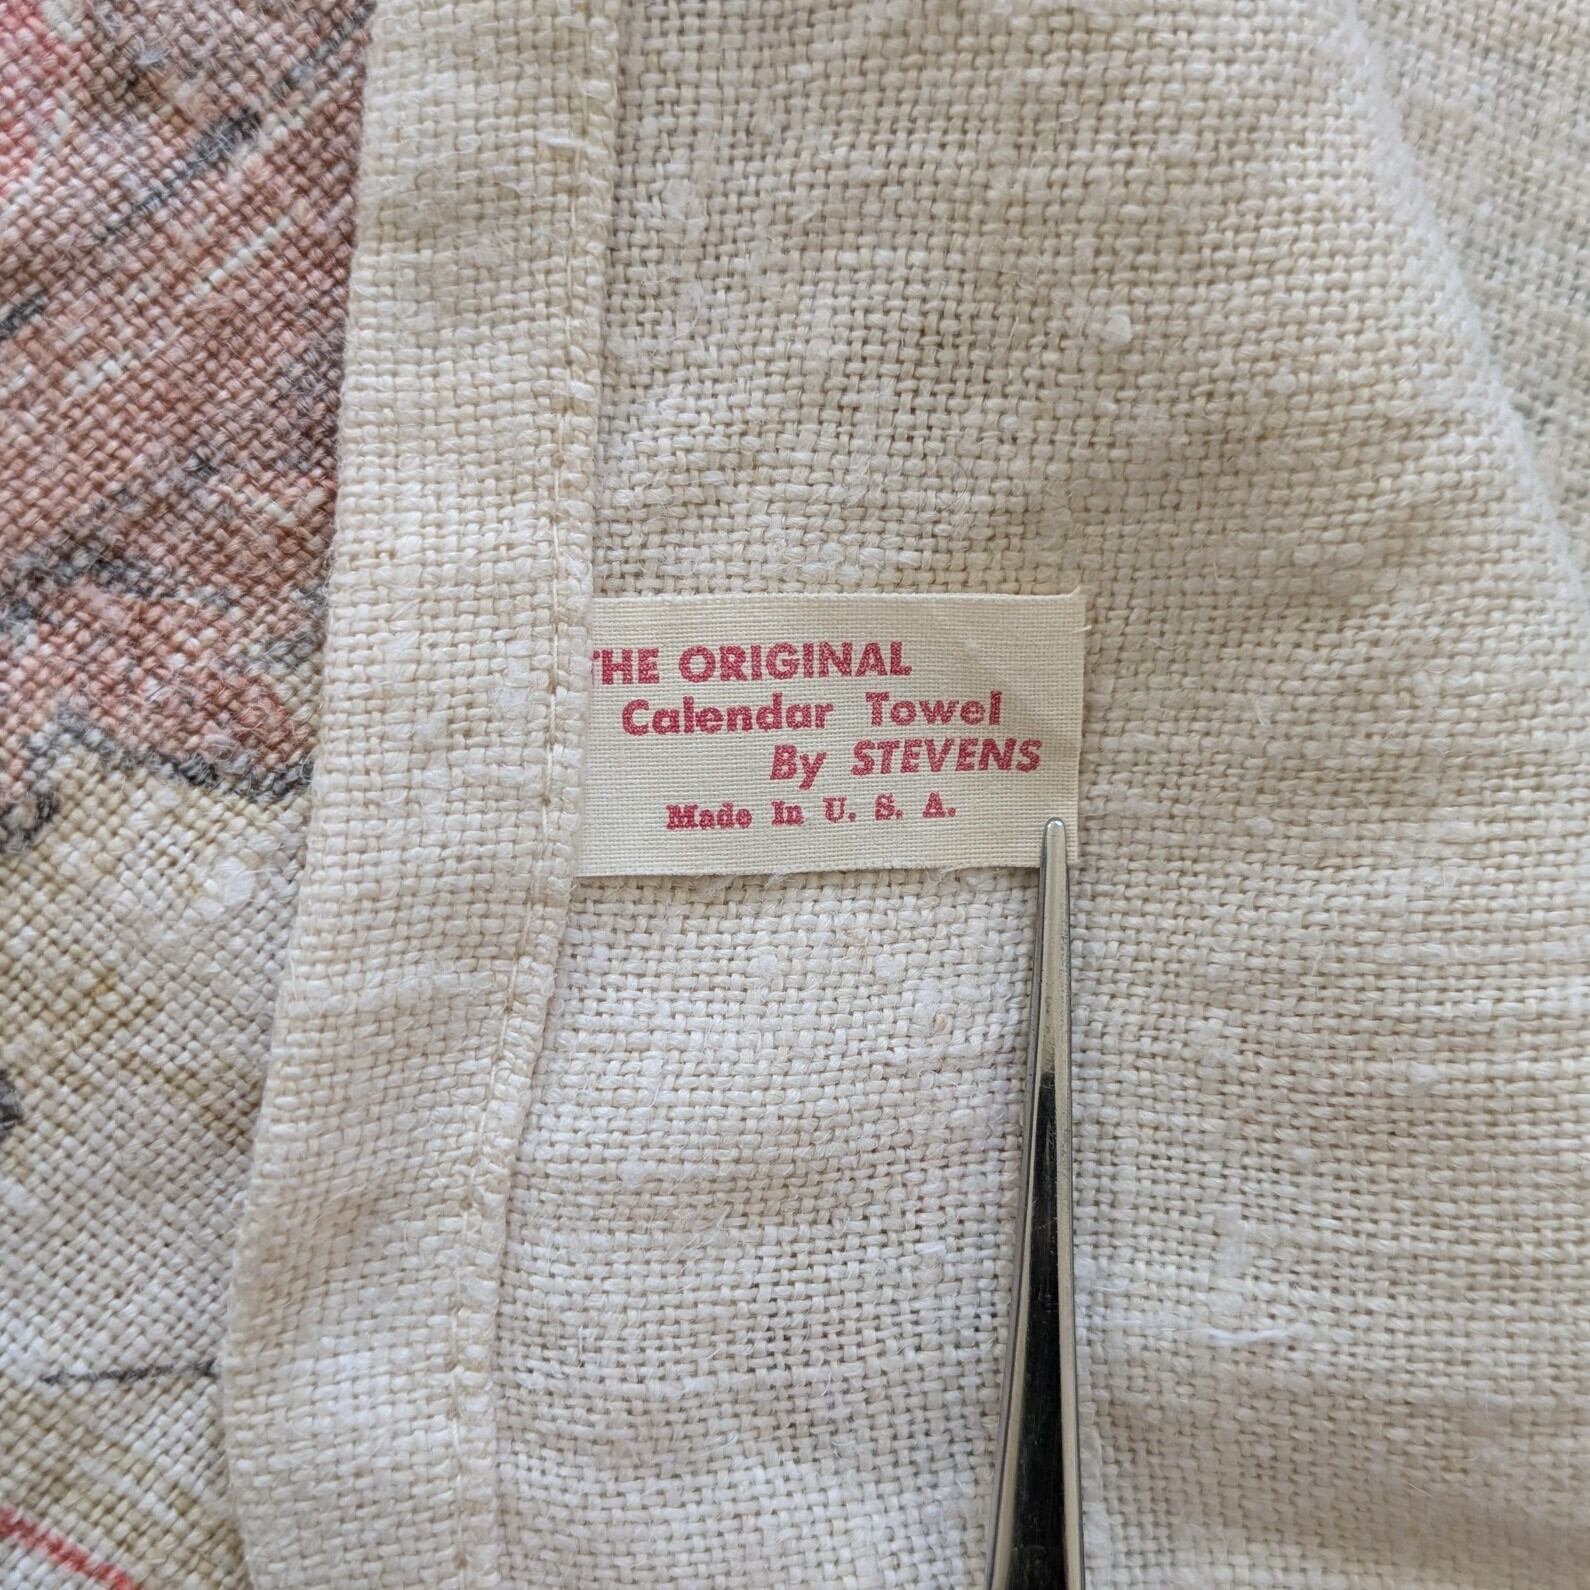 THE ORIGINAL
Calendar Towel
By STEVENS
Made In U. S. A.